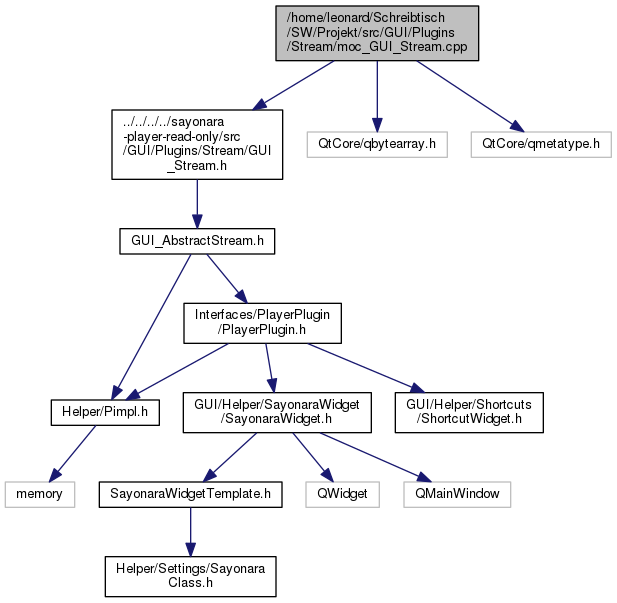 /home/leonard/Schreibtisch
/SW/Projekt/src/GUI/Plugins
/Stream/moc_GUI_Stream.cpp
../../../../sayonara
-player-read-only/src
/GUI/Plugins/Stream/GUI
_Stream.h
QtCore/qbytearray.h
QtCore/qmetatype.h
GUI_AbstractStream.h
Interfaces/PlayerPlugin
/PlayerPlugin.h
Helper/Pimpl.h
GUI/Helper/SayonaraWidget
/SayonaraWidget.h
GUI/Helper/Shortcuts
/ShortcutWidget.h
memory
SayonaraWidgetTemplate.h
QWidget
QMainWindow
Helper/Settings/Sayonara
Class.h